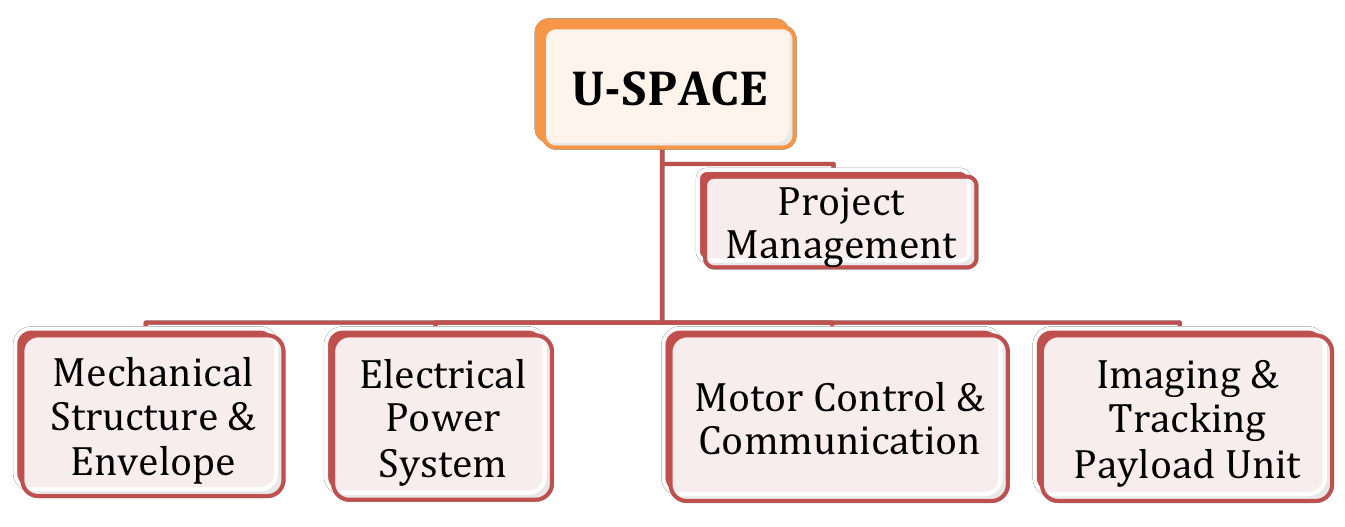 U-SPACE
Project
Management
Mechanical
Structure &
Envelope
Electrical
Power
System
Motor Control &
Communication
Imaging &
Tracking
Payload Unit